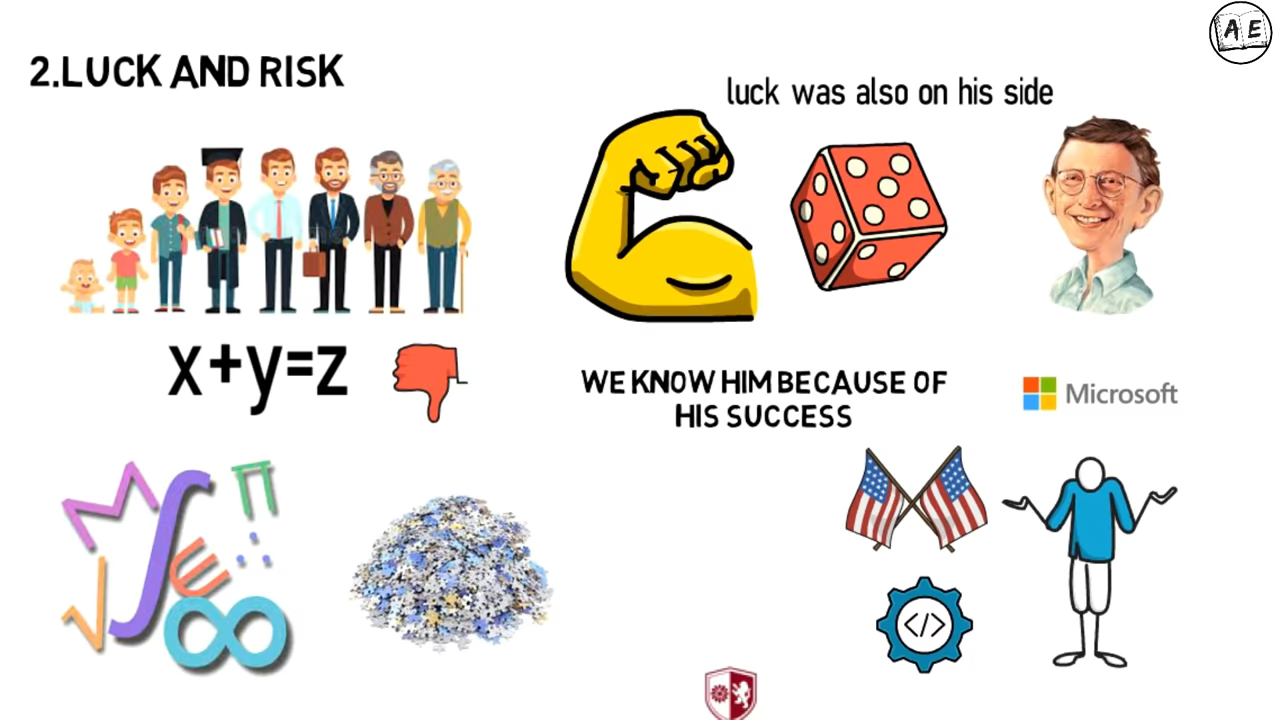 A E
2.LUCK AND RISK
luck was also on his side
x+y=z
WE KNOW HIM BECAUSE OF
HIS SUCCESS
Microsoft
</>